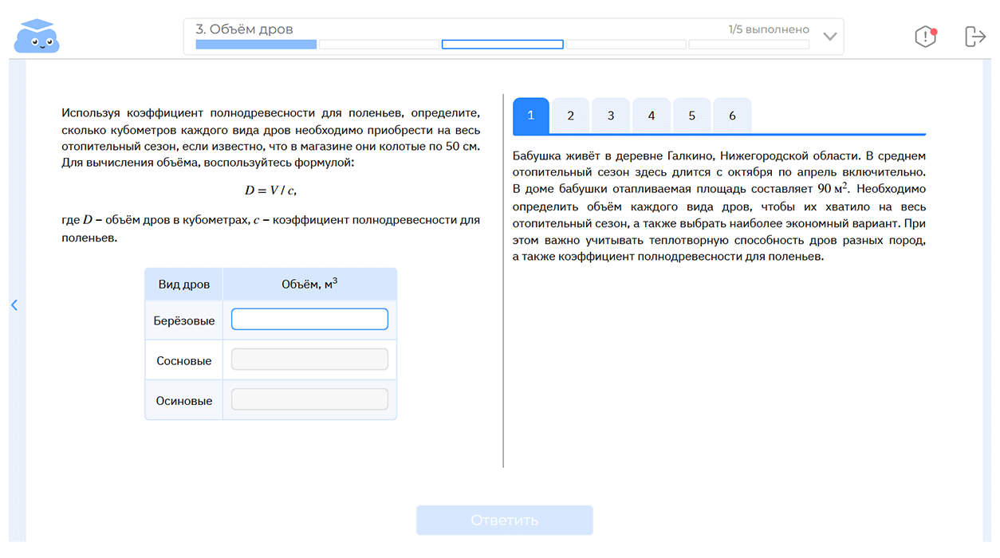 3. Объём дров
1/5 выполнено
Используя коэффициент полнодревесности для поленьев, определите,
сколько кубометров каждого вида дров необходимо приобрести на весь
отопительный сезон, если известно, что в магазине они колотые по 50 см.
Для вычисления объёма, воспользуйтесь формулой:
D = V / c,
где D – объём дров в кубометрах, c – коэффициент полнодревесности для
поленьев.
Вид дров
Объём, м³
Берёзовые
Сосновые
Осиновые
1 2 3 4 5 6
Бабушка живёт в деревне Галкино, Нижегородской области. В среднем
отопительный сезон здесь длится с октября по апрель включительно.
В доме бабушки отапливаемая площадь составляет 90 м². Необходимо
определить объём каждого вида дров, чтобы их хватило на весь
отопительный сезон, а также выбрать наиболее экономный вариант. При
этом важно учитывать теплотворную способность дров разных пород,
а также коэффициент полнодревесности для поленьев.
Ответить